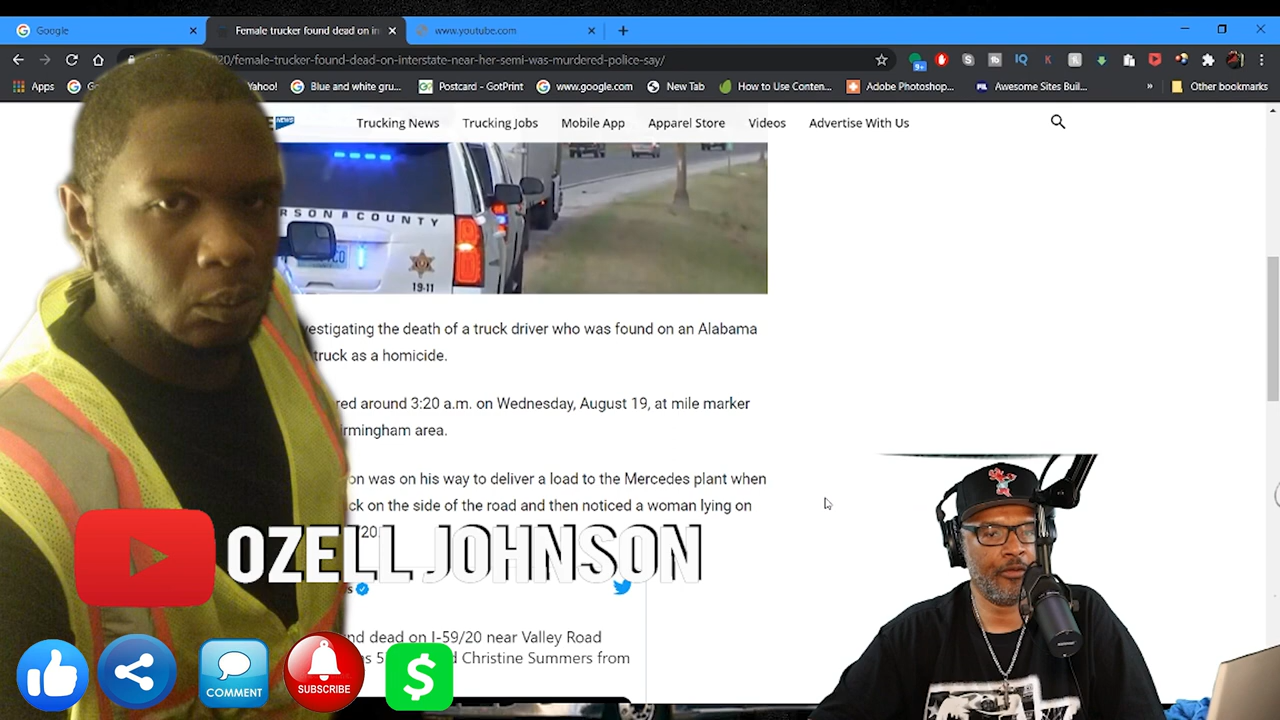 Google
Female trucker found dead on in
www.youtube.com
20/female-trucker-found-dead-on-interstate-near-her-semi-was-murdered-police-say/
Apps
Yahoo!
Blue and white gru...
Postcard - GotPrint
www.google.com
New Tab
How to Use Conten...
Adobe Photoshop...
Awesome Sites Buil...
Other bookmarks
NEWS
Trucking News
Trucking Jobs
Mobile App
Apparel Store
Videos
Advertise With Us
RSON COUNTY
19-11
vestigating the death of a truck driver who was found on an Alabama
truck as a homicide.
red around 3:20 a.m. on Wednesday, August 19, at mile marker
irmingham area.
on was on his way to deliver a load to the Mercedes plant when
ck on the side of the road and then noticed a woman lying on
20.
OZELL JOHNSON
nd dead on I-59/20 near Valley Road
as 5 d Christine Summers from
COMMENT
SUBSCRIBE
$